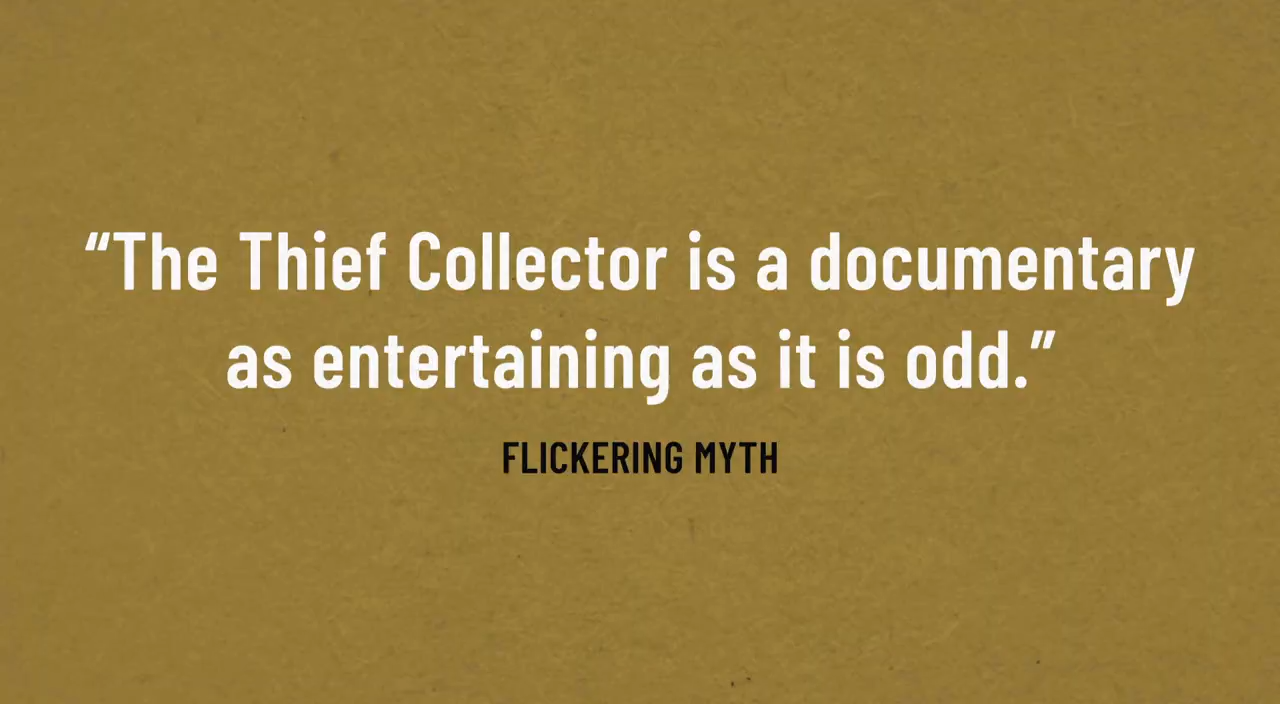 “The Thief Collector is a documentary
as entertaining as it is odd.”
FLICKERING MYTH